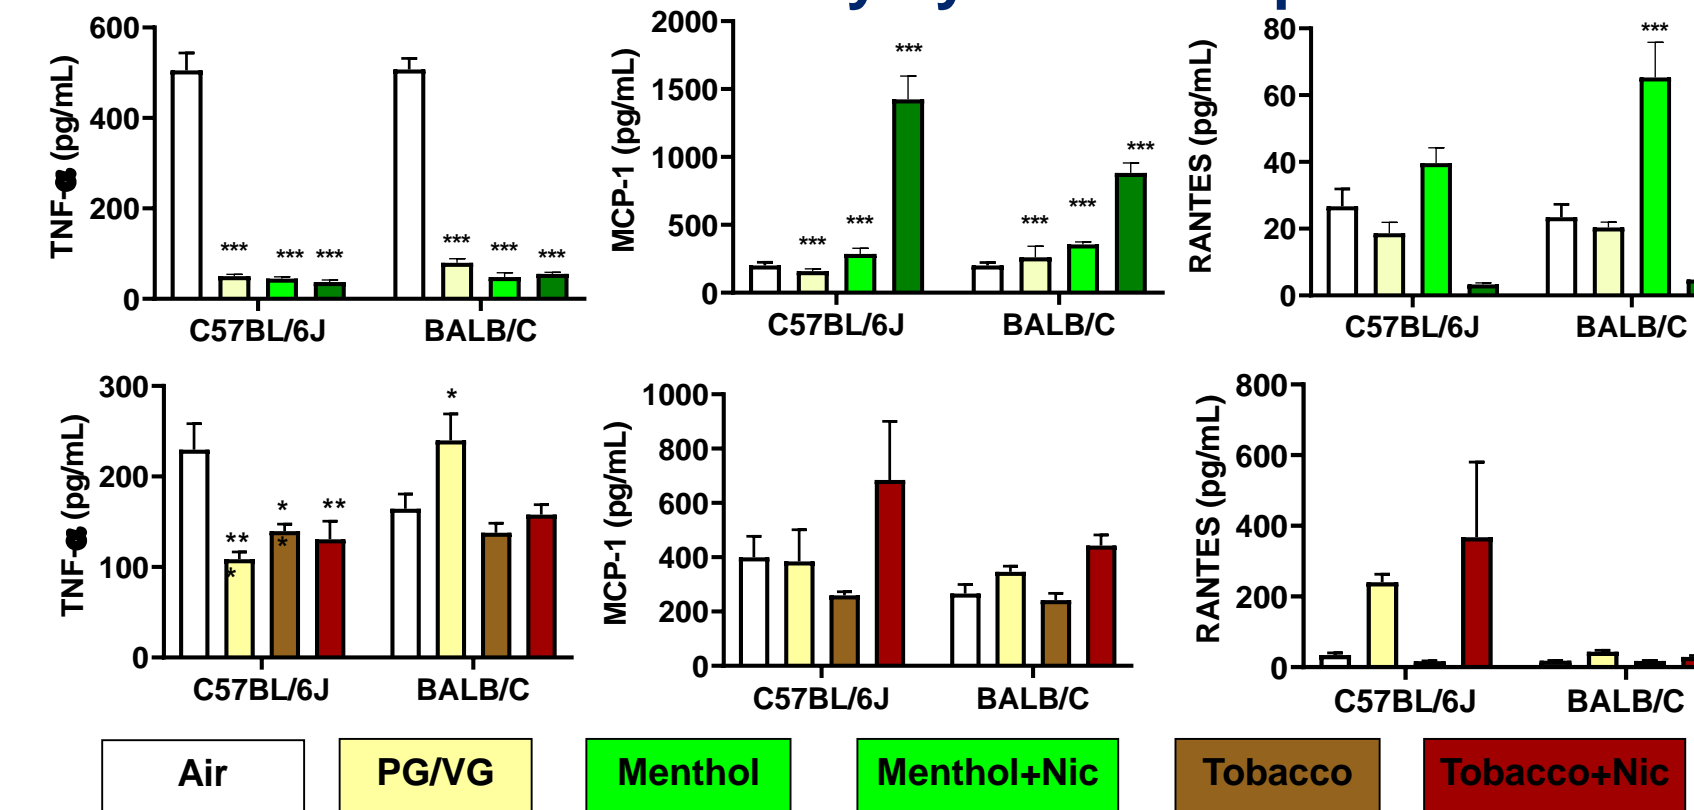 TNF- (pg/mL)
600
400
200
0
***
***
***
***
***
***
C57BL/6J
BALB/C
MCP-1 (pg/mL)
2000
1500
1000
500
0
***
***
***
***
***
***
C57BL/6J
BALB/C
RANTES (pg/mL)
80
60
40
20
0
***
C57BL/6J
BALB/C
TNF- (pg/mL)
300
200
100
0
**
*
*
*
**
*
C57BL/6J
BALB/C
MCP-1 (pg/mL)
1000
800
600
400
200
0
C57BL/6J
BALB/C
RANTES (pg/mL)
800
600
400
200
0
C57BL/6J
BALB/C
Air
PG/VG
Menthol
Menthol+Nic
Tobacco
Tobacco+Nic